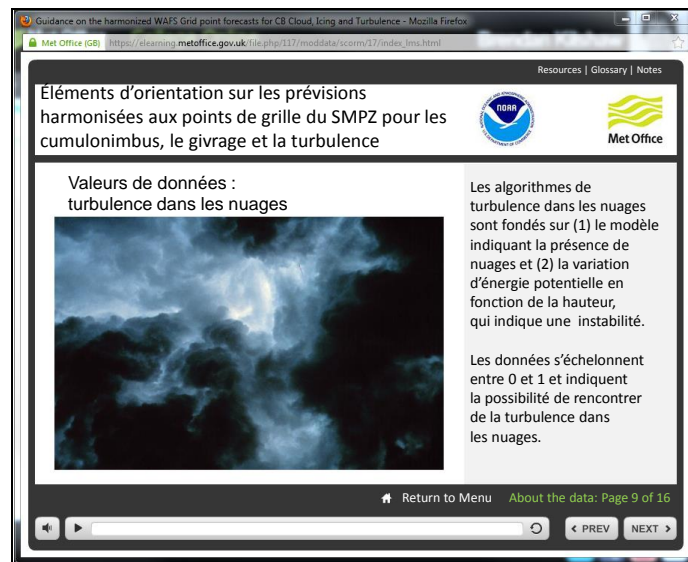 Guidance on the harmonized WAFS Grid point forecasts for CB Cloud, Icing and Turbulence - Mozilla Firefox
Met Office (GB) https://elearning.metoffice.gov.uk/file.php/117/moddata/scorm/17/index_lms.html
Resources | Glossary | Notes
Éléments d'orientation sur les prévisions
harmonisées aux points de grille du SMPZ pour les
cumulonimbus, le givrage et la turbulence
NOAA
Met Office
Valeurs de données :
turbulence dans les nuages
Les algorithmes de
turbulence dans les nuages
sont fondés sur (1) le modèle
indiquant la présence de
nuages et (2) la variation
d'énergie potentielle en
fonction de la hauteur,
qui indique une instabilité.
Les données s'échelonnent
entre 0 et 1 et indiquent
la possibilité de rencontrer
de la turbulence dans
les nuages.
Return to Menu About the data: Page 9 of 16
PREV NEXT